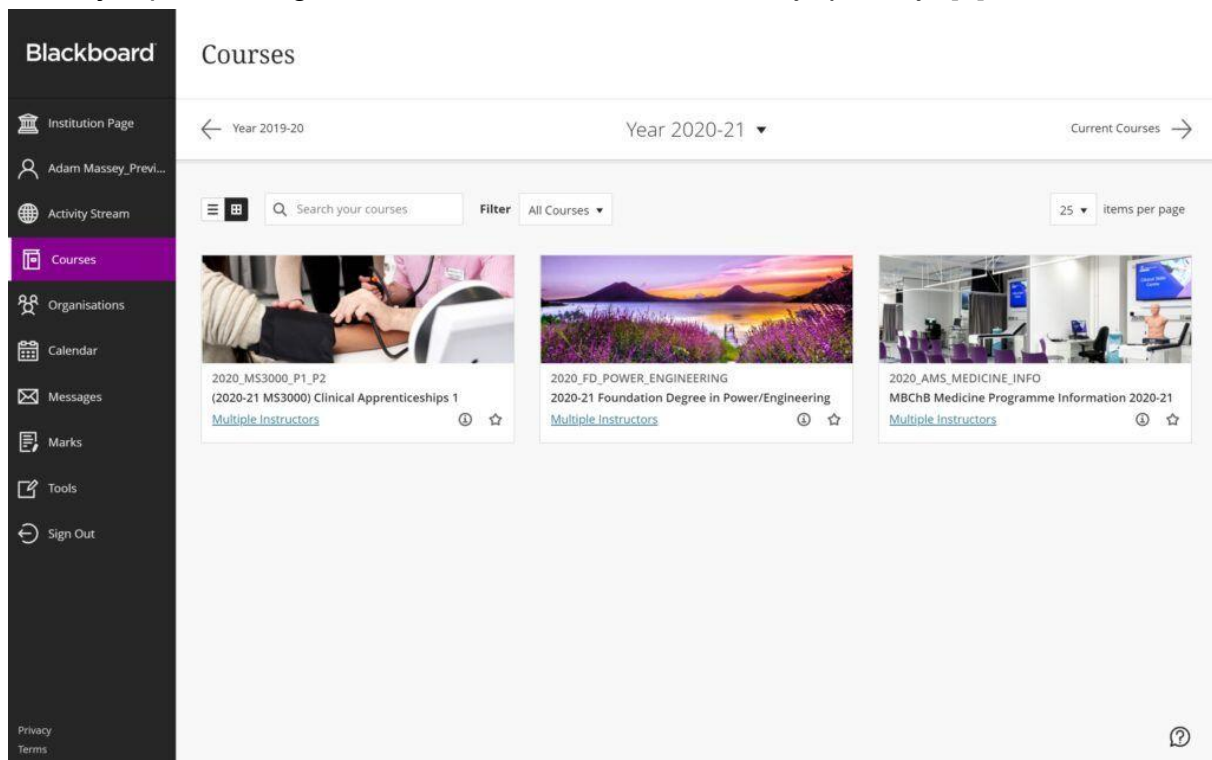 Blackboard
Institution Page
Adam Massey_Previ...
Activity Stream
Courses
Organisations
Calendar
Messages
Marks
Tools
Sign Out
Privacy
Terms
Courses
Year 2019-20
Year 2020-21
Current Courses
Search your courses
Filter All Courses
25 items per page
2020_MS3000_P1_P2
(2020-21 MS3000) Clinical Apprenticeships 1
Multiple Instructors
2020_FD_POWER_ENGINEERING
2020-21 Foundation Degree in Power/Engineering
Multiple Instructors
2020_AMS_MEDICINE_INFO
MBChB Medicine Programme Information 2020-21
Multiple Instructors